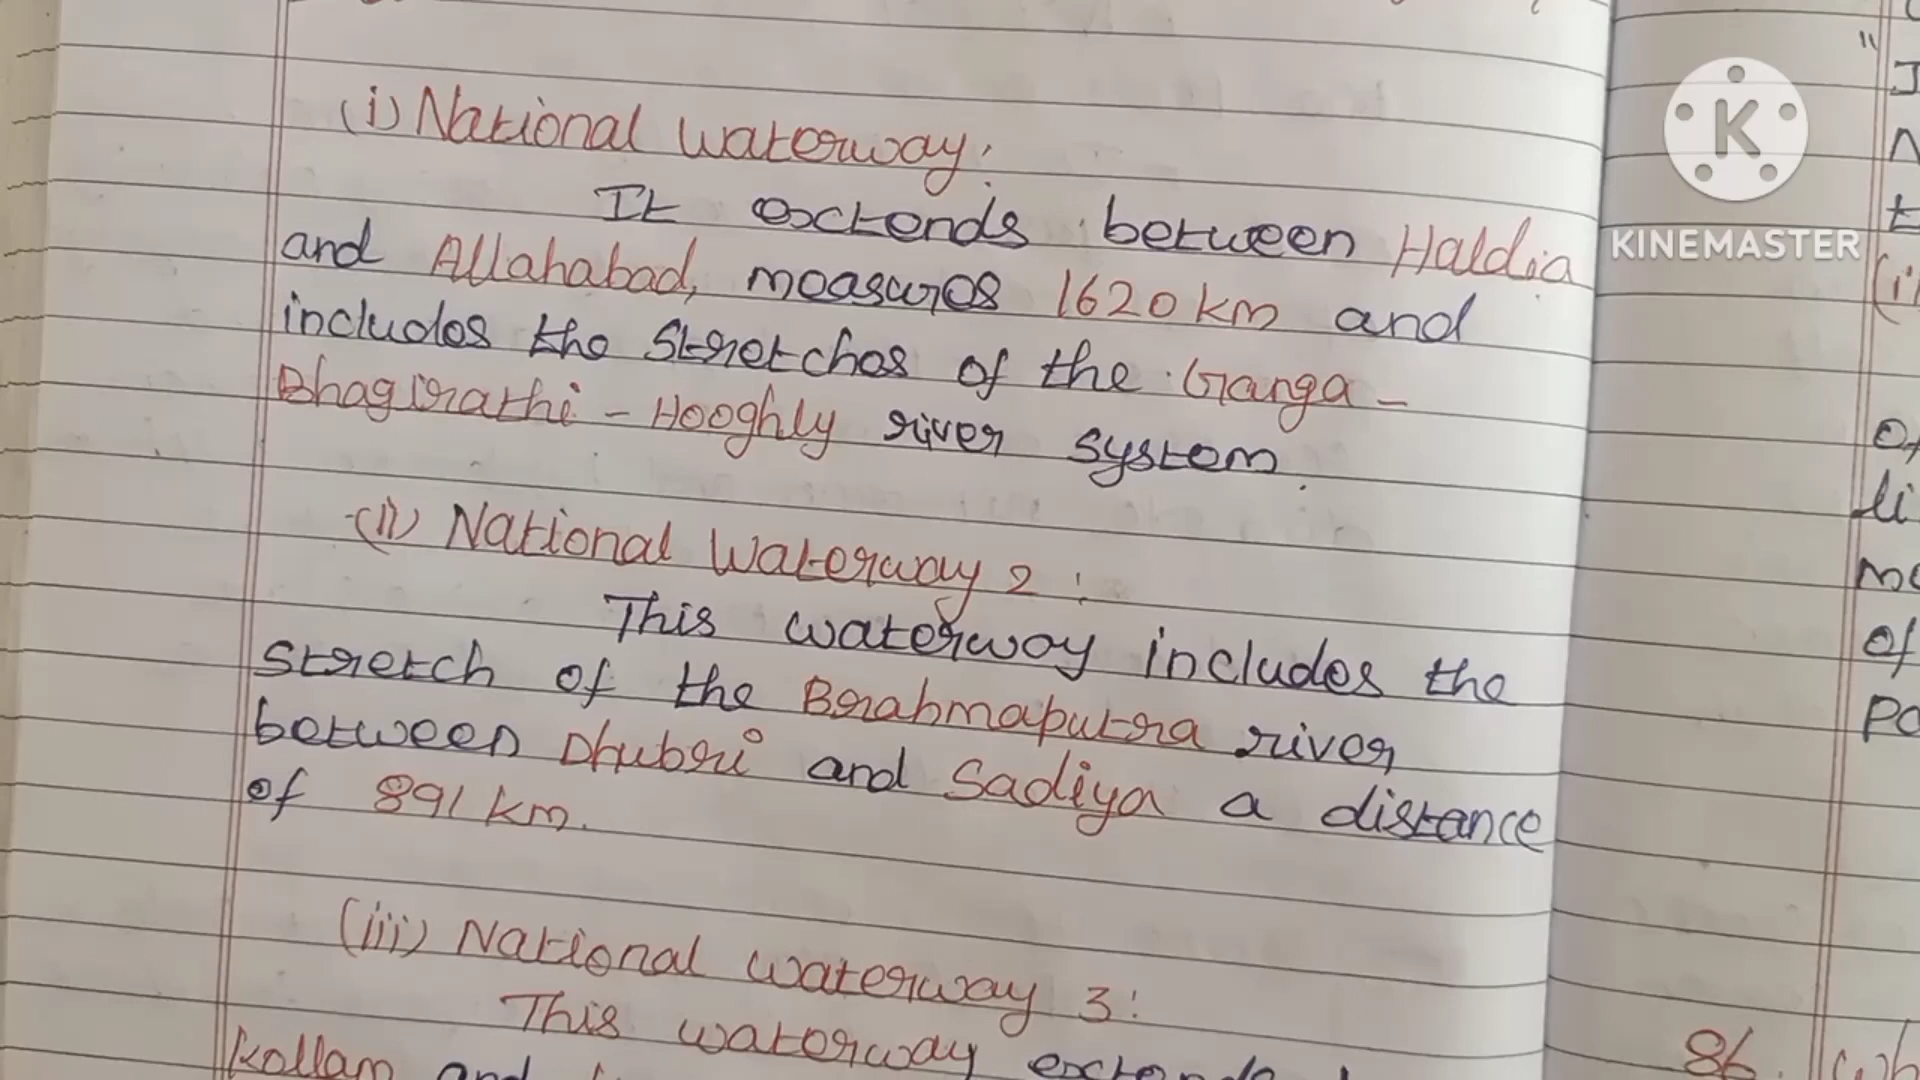 (i) National waterway:
It extends between Haldia
and Allahabad, measures 1620 km and
includes the stretches of the Ganga -
Bhagirathi - Hooghly river system.
(ii) National Waterway 2 :
This waterway includes the
stretch of the Brahmaputra river
between Dhubri and Sadiya a distance
of 891 km.
(iii) National waterway 3 :
This waterway
Kollam and
KINEMASTER
of
86.